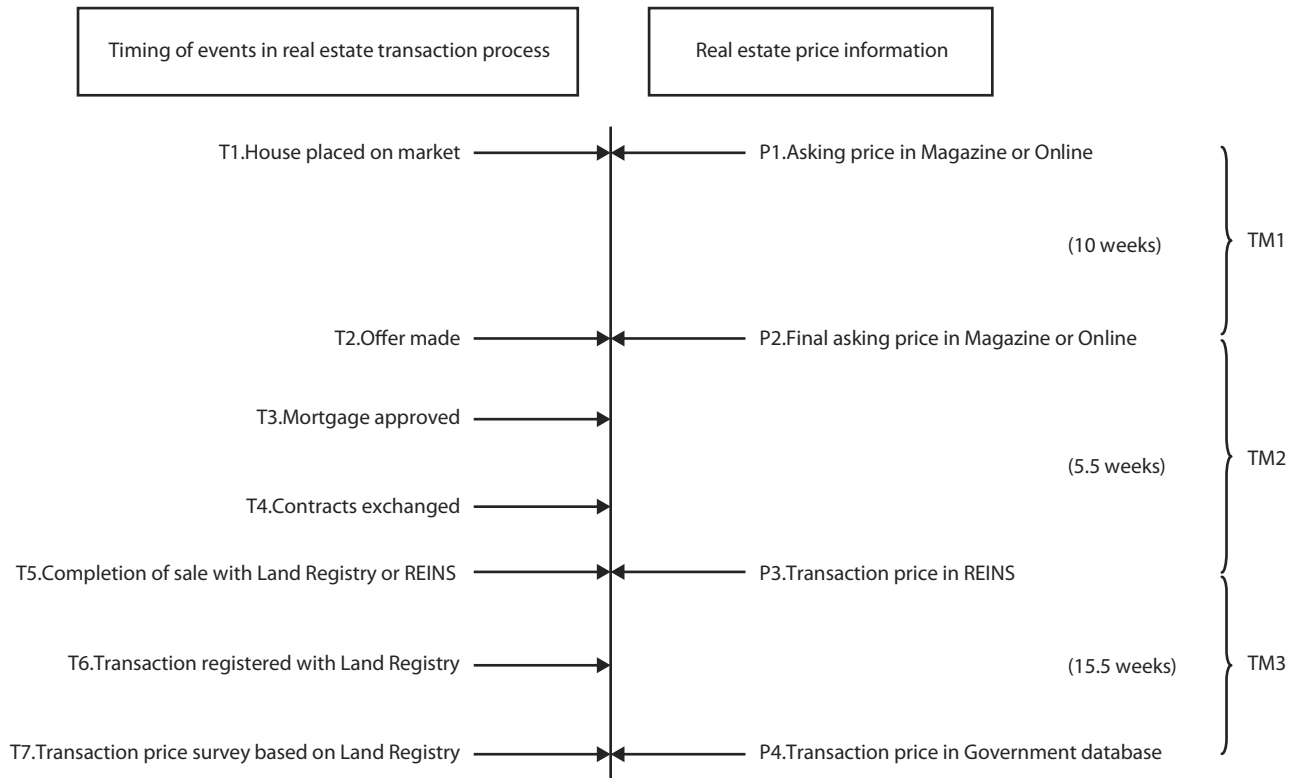 Timing of events in real estate transaction process
Real estate price information
T1.House placed on market
P1.Asking price in Magazine or Online
(10 weeks)
TM1
T2.Offer made
P2.Final asking price in Magazine or Online
T3.Mortgage approved
(5.5 weeks)
TM2
T4.Contracts exchanged
T5.Completion of sale with Land Registry or REINS
P3.Transaction price in REINS
T6.Transaction registered with Land Registry
(15.5 weeks)
TM3
T7.Transaction price survey based on Land Registry
P4.Transaction price in Government database